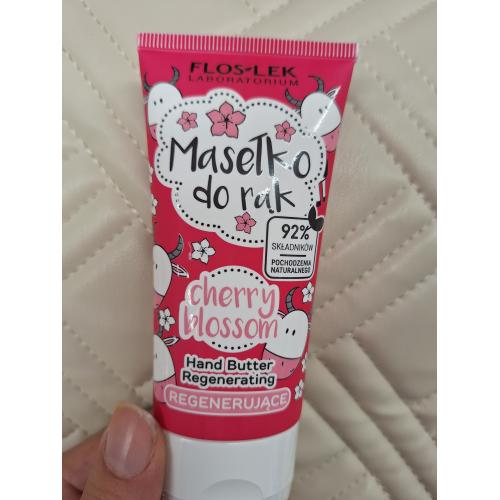 FLOS-LEK
LABORATORIUM
Masełko
do rąk
92%
SKŁADNIKÓW
POCHODZENIA
NATURALNEGO
cherry
blossom
Hand Butter
Regenerating
REGENERUJĄCE